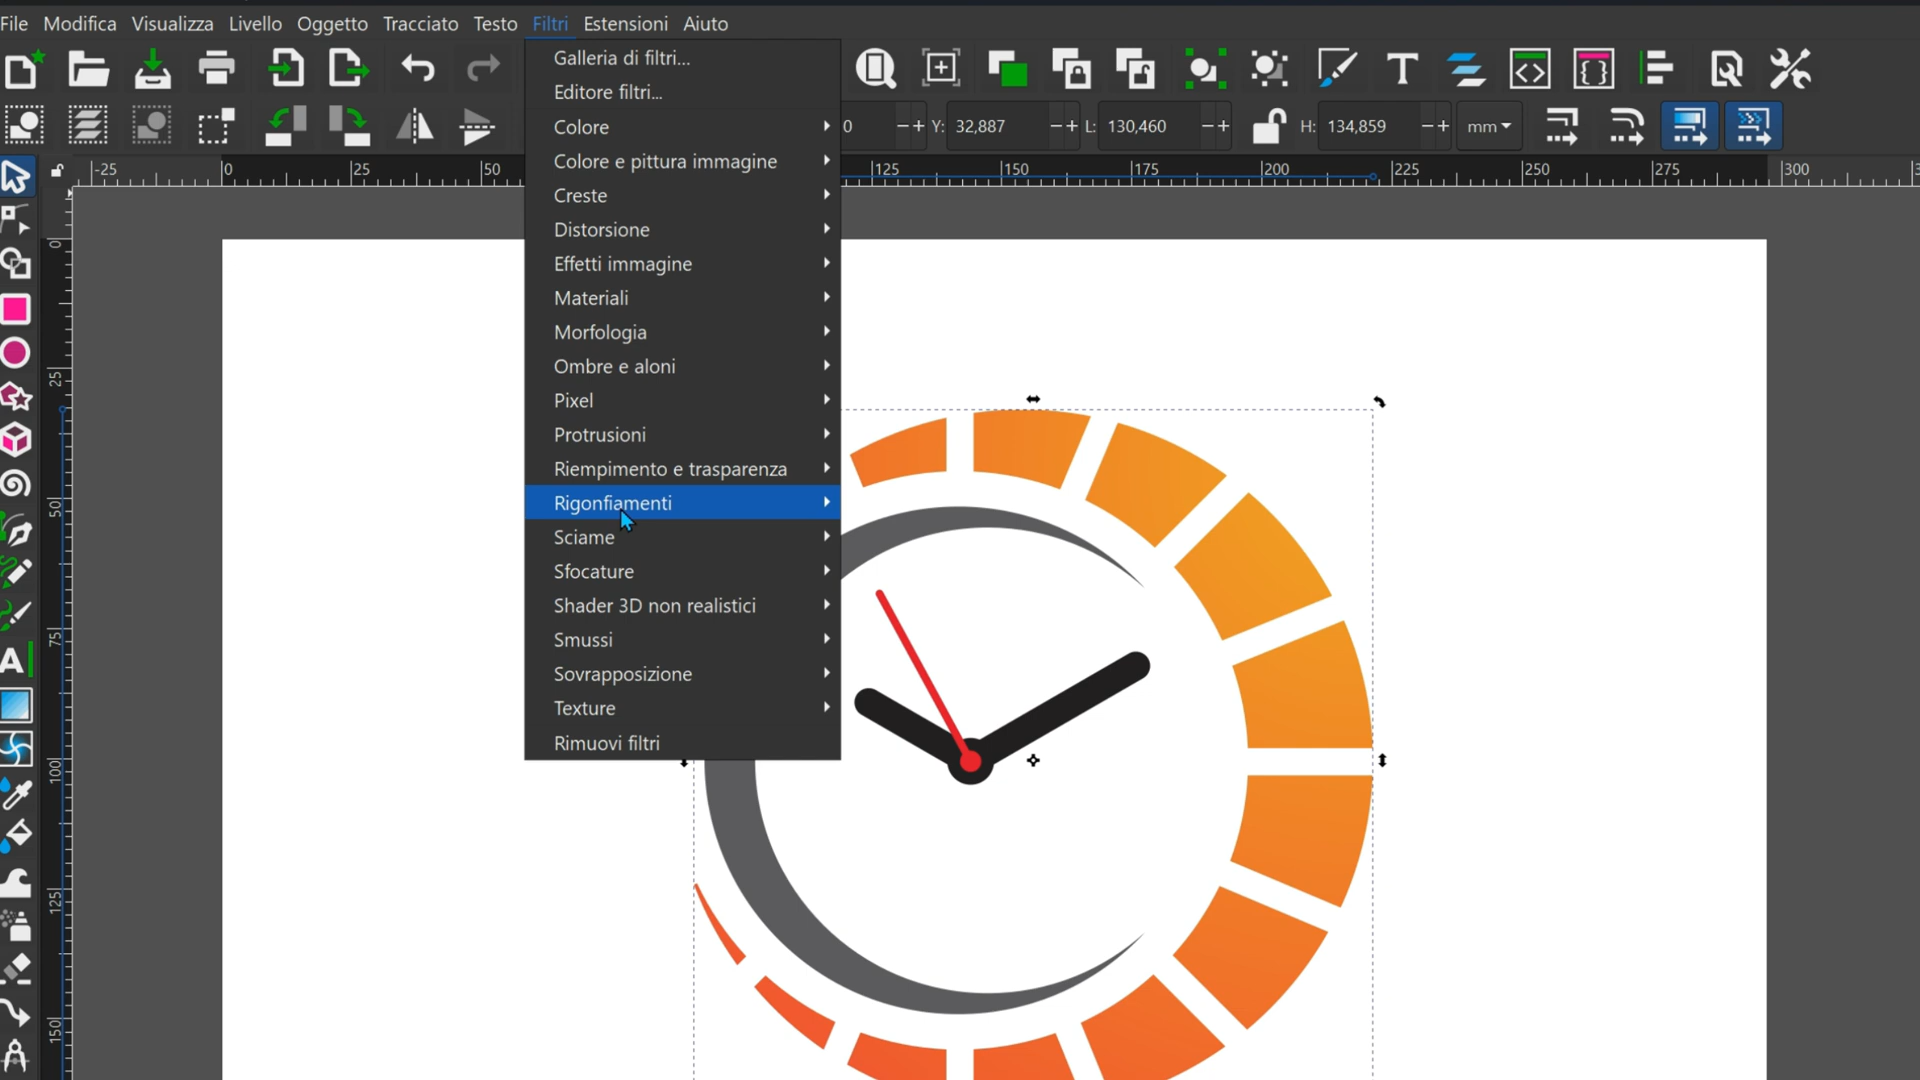 File Modifica Visualizza Livello Oggetto Tracciato Testo Filtri Estensioni Aiuto
0 Y: 32,887 L: 130,460 H: 134,859 mm
-25 0 25 50 125 150 175 200 225 250 275 300
0
25
50
75
100
125
150
Galleria di filtri...
Editore filtri...
Colore
Colore e pittura immagine
Creste
Distorsione
Effetti immagine
Materiali
Morfologia
Ombre e aloni
Pixel
Protrusioni
Riempimento e trasparenza
Rigonfiamenti
Sciame
Sfocature
Shader 3D non realistici
Smussi
Sovrapposizione
Texture
Rimuovi filtri